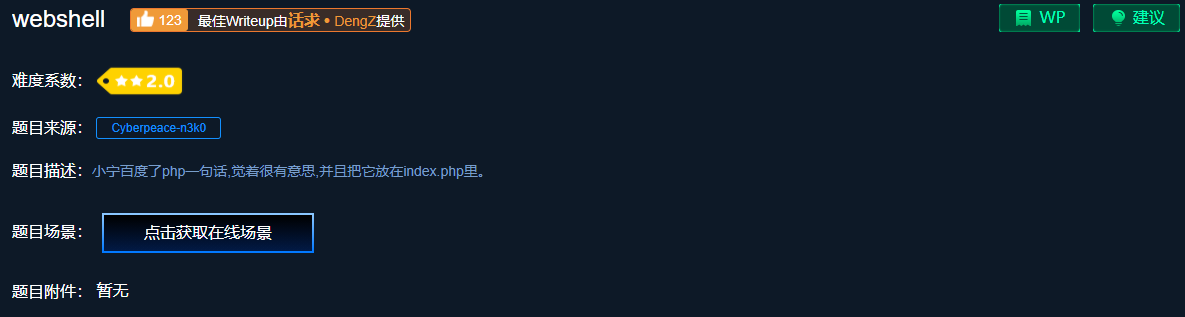 webshell 123 最佳Writeup由话求 • DengZ提供 WP 建议
难度系数： 2.0
题目来源： Cyberpeace-n3k0
题目描述：小宁百度了php一句话,觉着很有意思,并且把它放在index.php里。
题目场景： 点击获取在线场景
题目附件： 暂无